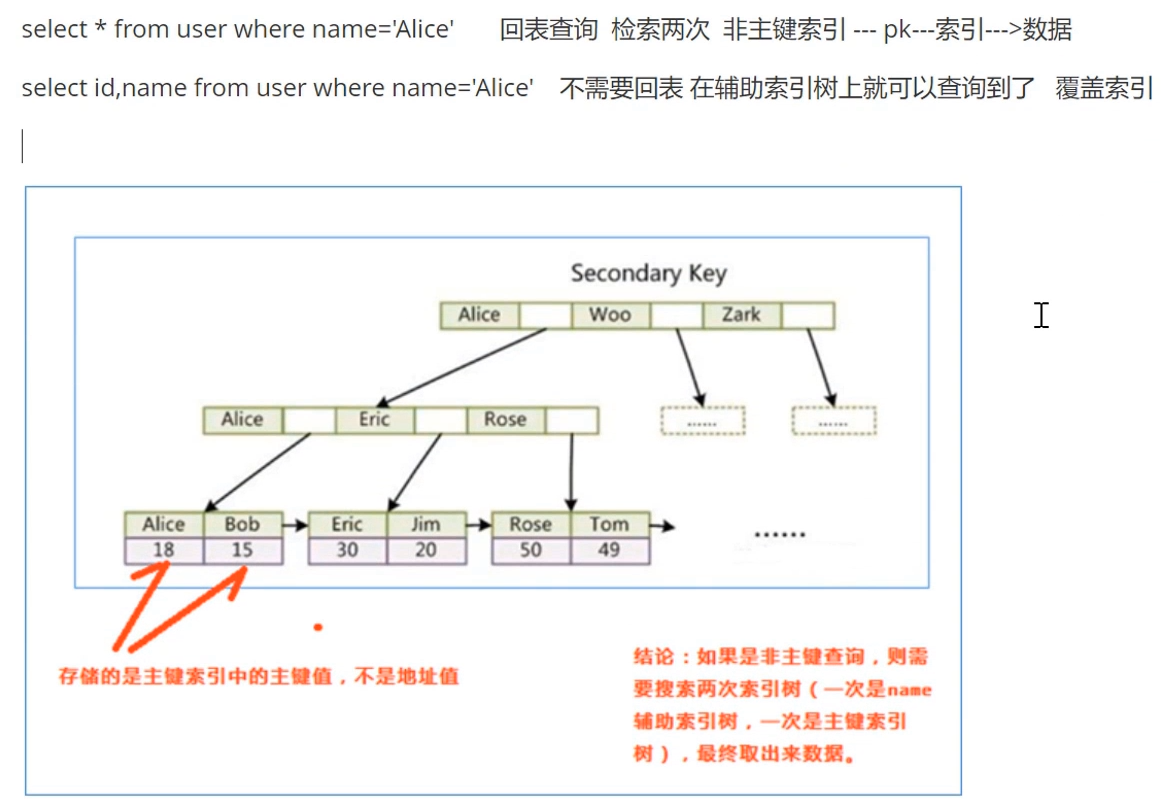 select * from user where name='Alice' 回表查询 检索两次 非主键索引 --- pk---索引--->数据
select id,name from user where name='Alice' 不需要回表 在辅助索引树上就可以查询到了 覆盖索引
Secondary Key
Alice Woo Zark
Alice Eric Rose ...... ......
Alice Bob Eric Jim Rose Tom
18 15 30 20 50 49 ......
存储的是主键索引中的主键值，不是地址值
结论：如果是非主键查询，则需
要搜索两次索引树（一次是name
辅助索引树，一次是主键索引
树），最终取出来数据。